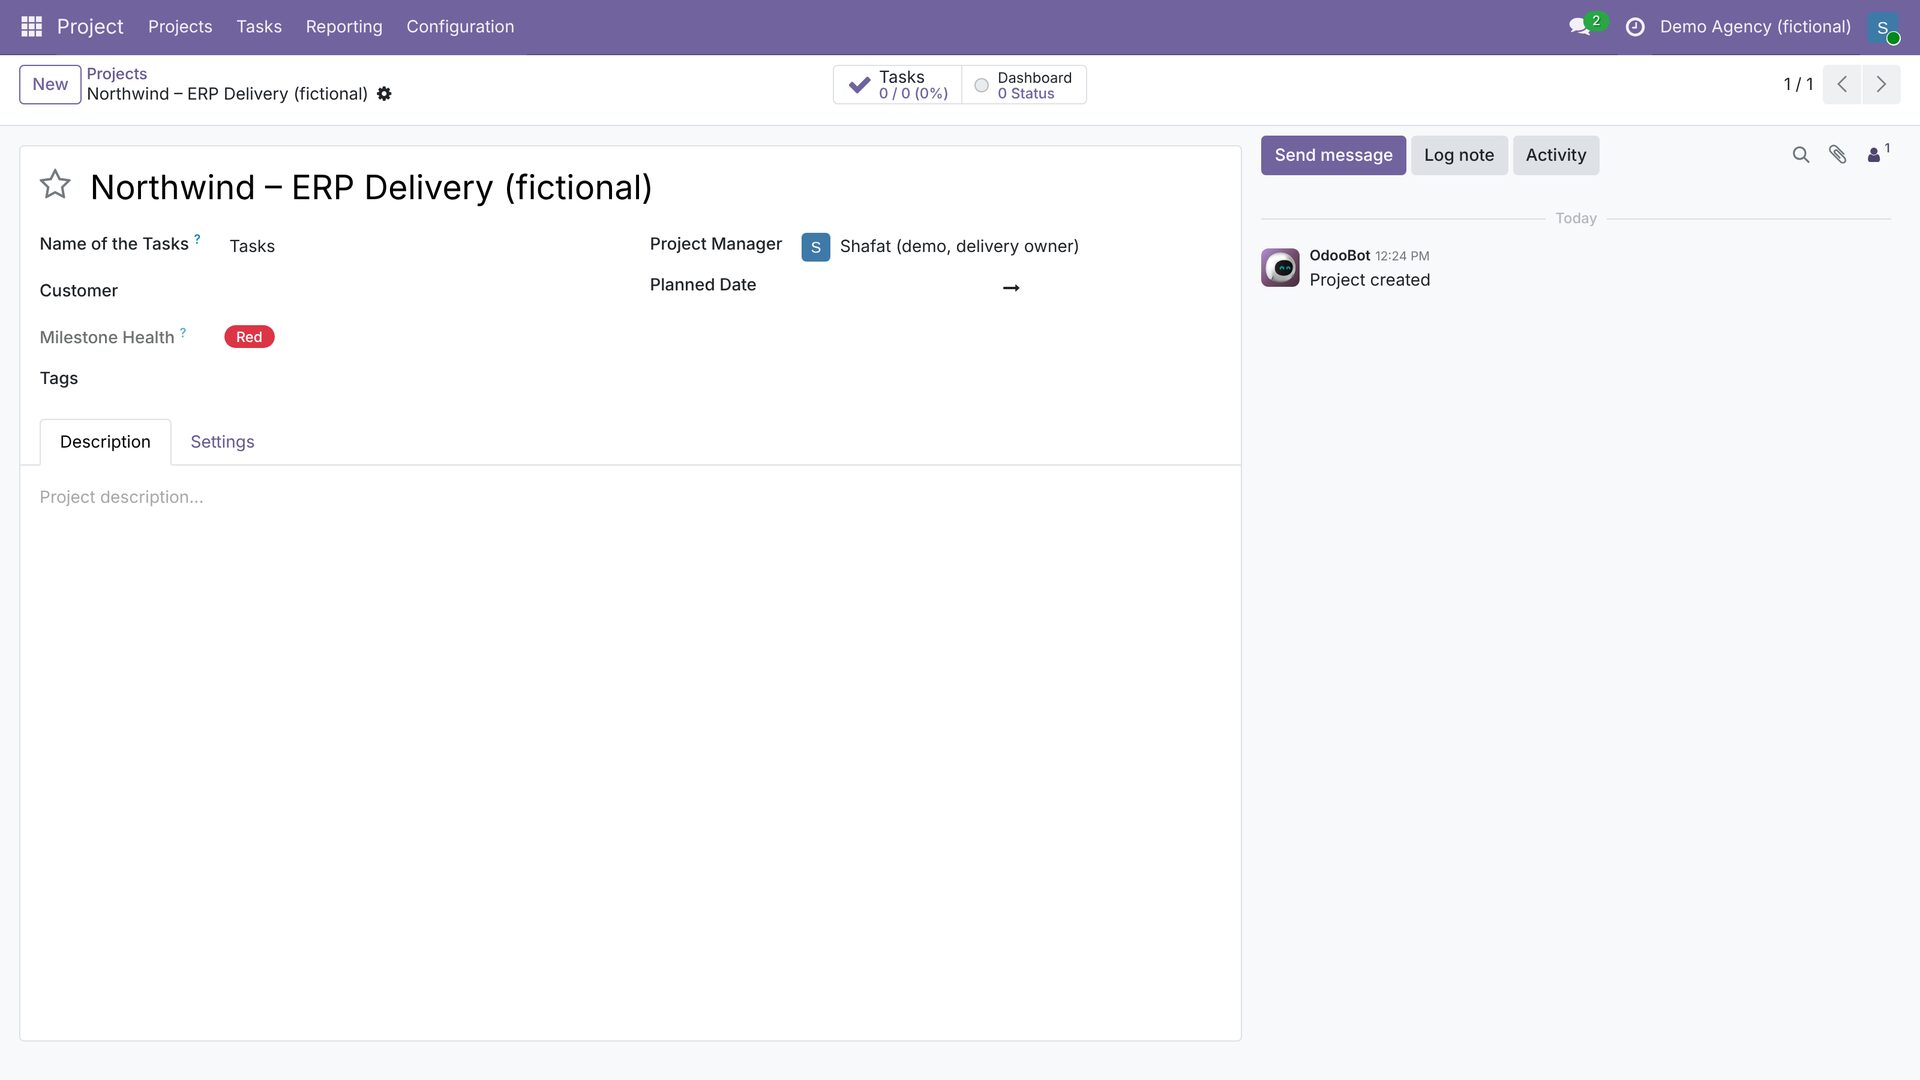 Project Projects Tasks Reporting Configuration
2 Demo Agency (fictional) S
New
Projects
Northwind – ERP Delivery (fictional)
Tasks
0 / 0 (0%)
Dashboard
0 Status
1 / 1
Northwind – ERP Delivery (fictional)
Name of the Tasks ? Tasks
Customer
Milestone Health ? Red
Tags
Project Manager S Shafat (demo, delivery owner)
Planned Date
Description Settings
Project description...
Send message Log note Activity 1
Today
OdooBot 12:24 PM
Project created